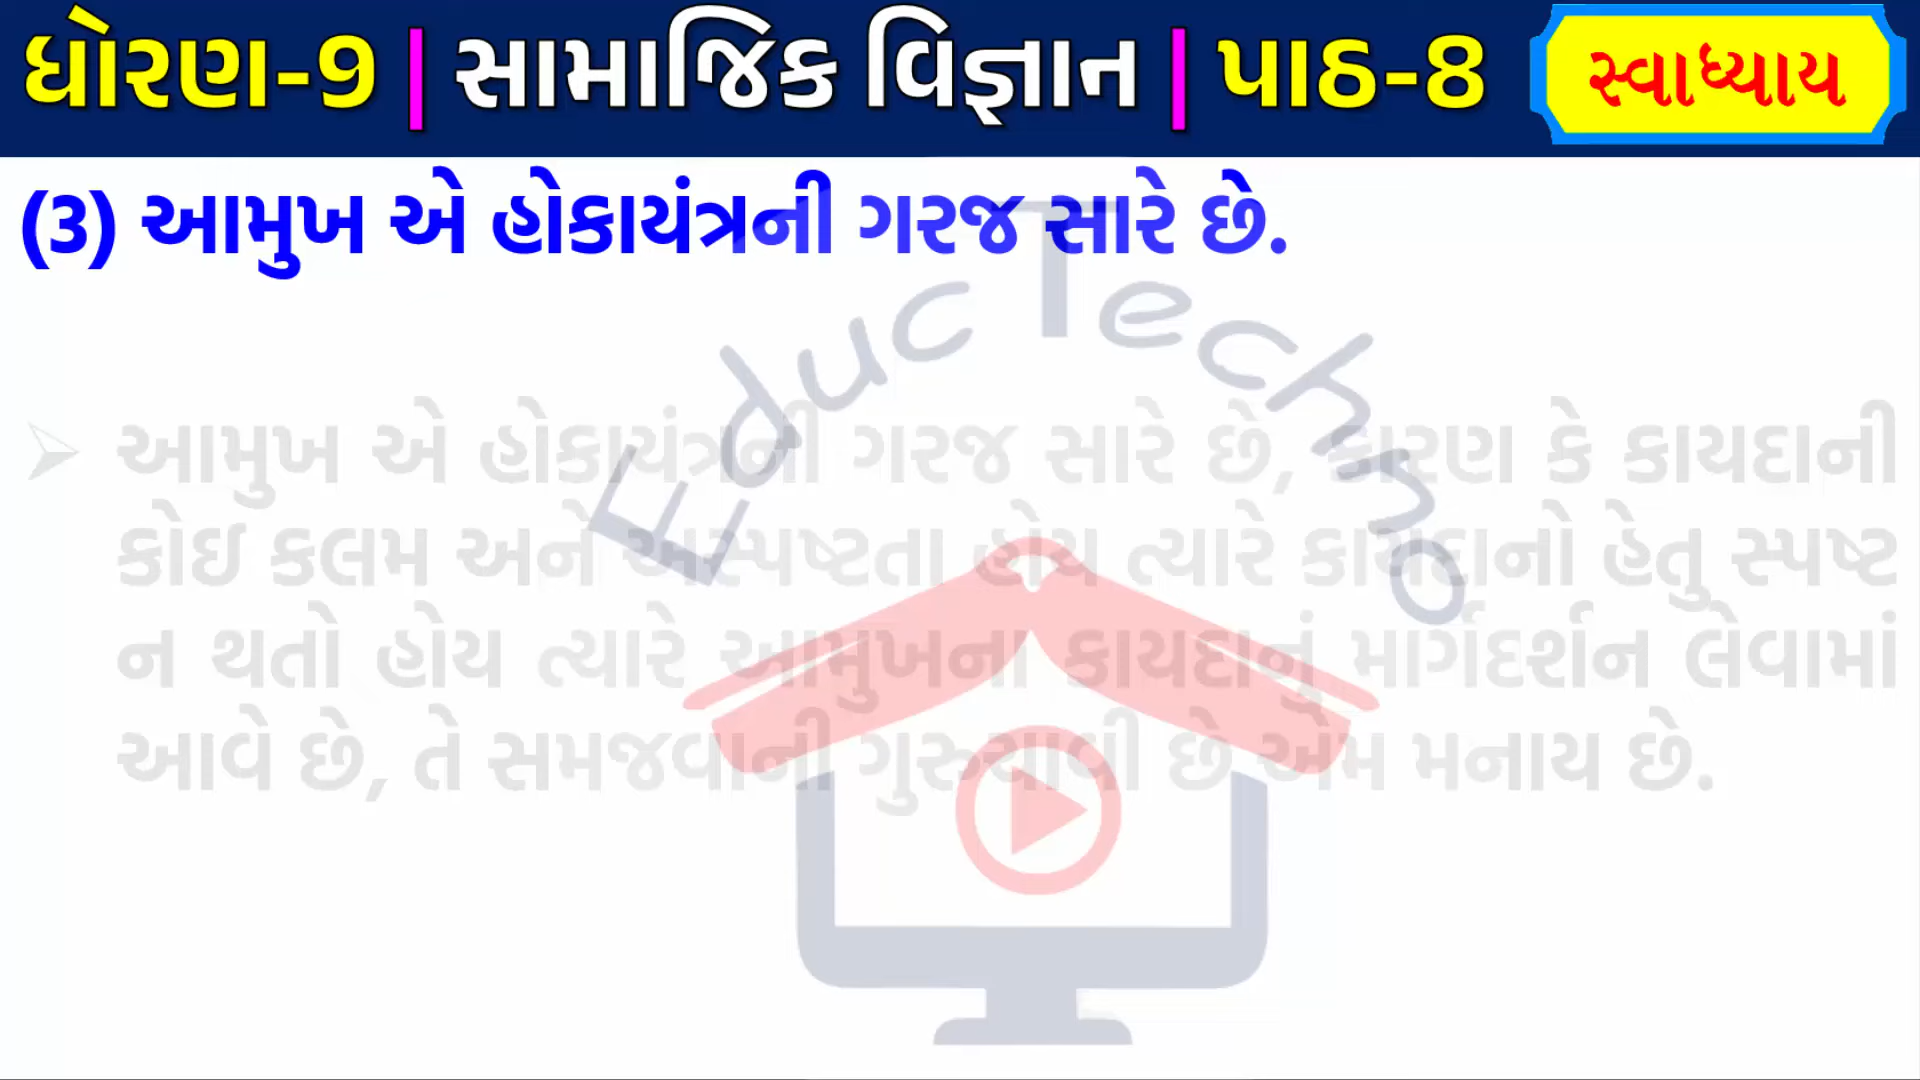 ધોરણ-9 | સામાજિક વિજ્ઞાન | પાઠ-8 સ્વાધ્યાય
(૩) આમુખ એ હોકાયંત્રની ગરજ સારે છે.
EducTechno
➢ આમુખ એ હોકાયંત્રની ગરજ સારે છે, કારણ કે કાયદાની
કોઈ કલમ અને અસ્પષ્ટતા હોય ત્યારે કાયદાનો હેતુ સ્પષ્ટ
ન થતો હોય ત્યારે આમુખના કાયદાનું માર્ગદર્શન લેવામાં
આવે છે, તે સમજવાની ગુરુચાવી છે એમ મનાય છે.